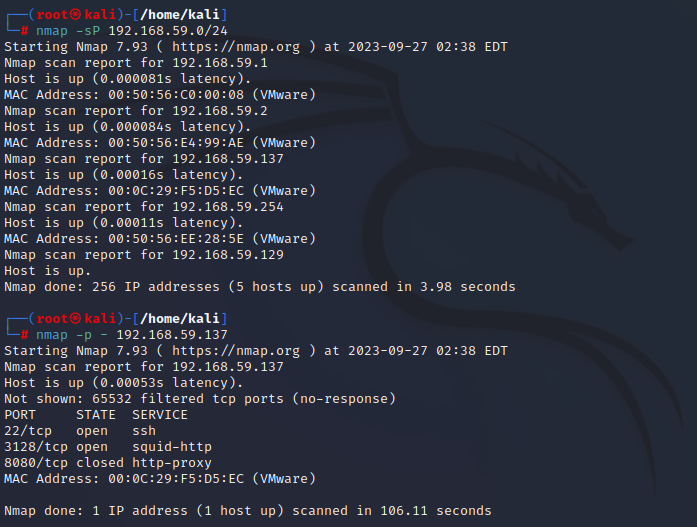 ┌──(root㉿kali)-[/home/kali]
└─# nmap -sP 192.168.59.0/24
Starting Nmap 7.93 ( https://nmap.org ) at 2023-09-27 02:38 EDT
Nmap scan report for 192.168.59.1
Host is up (0.000081s latency).
MAC Address: 00:50:56:C0:00:08 (VMware)
Nmap scan report for 192.168.59.2
Host is up (0.000084s latency).
MAC Address: 00:50:56:E4:99:AE (VMware)
Nmap scan report for 192.168.59.137
Host is up (0.00016s latency).
MAC Address: 00:0C:29:F5:D5:EC (VMware)
Nmap scan report for 192.168.59.254
Host is up (0.00011s latency).
MAC Address: 00:50:56:EE:28:5E (VMware)
Nmap scan report for 192.168.59.129
Host is up.
Nmap done: 256 IP addresses (5 hosts up) scanned in 3.98 seconds
┌──(root㉿kali)-[/home/kali]
└─# nmap -p - 192.168.59.137
Starting Nmap 7.93 ( https://nmap.org ) at 2023-09-27 02:38 EDT
Nmap scan report for 192.168.59.137
Host is up (0.00053s latency).
Not shown: 65532 filtered tcp ports (no-response)
PORT     STATE  SERVICE
22/tcp   open   ssh
3128/tcp open   squid-http
8080/tcp closed http-proxy
MAC Address: 00:0C:29:F5:D5:EC (VMware)
Nmap done: 1 IP address (1 host up) scanned in 106.11 seconds